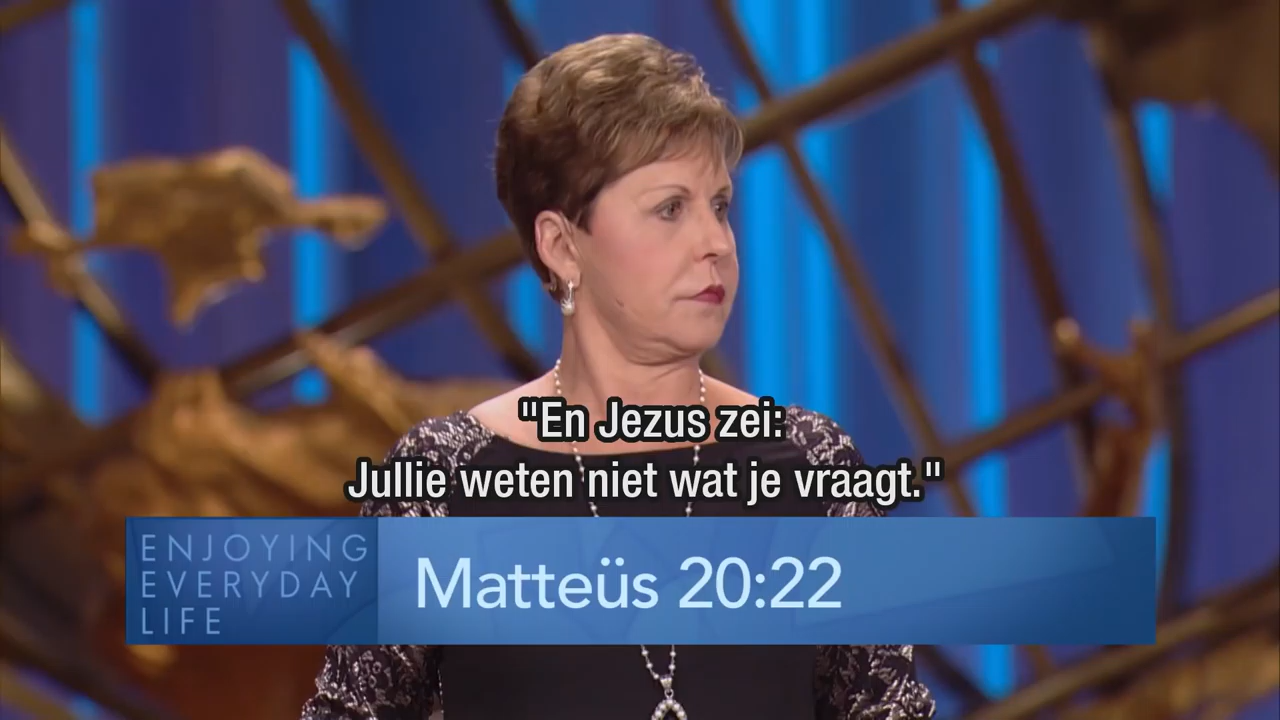 "En Jezus zei:
Jullie weten niet wat je vraagt."
ENJOYING
EVERYDAY
LIFE
Matteüs 20:22